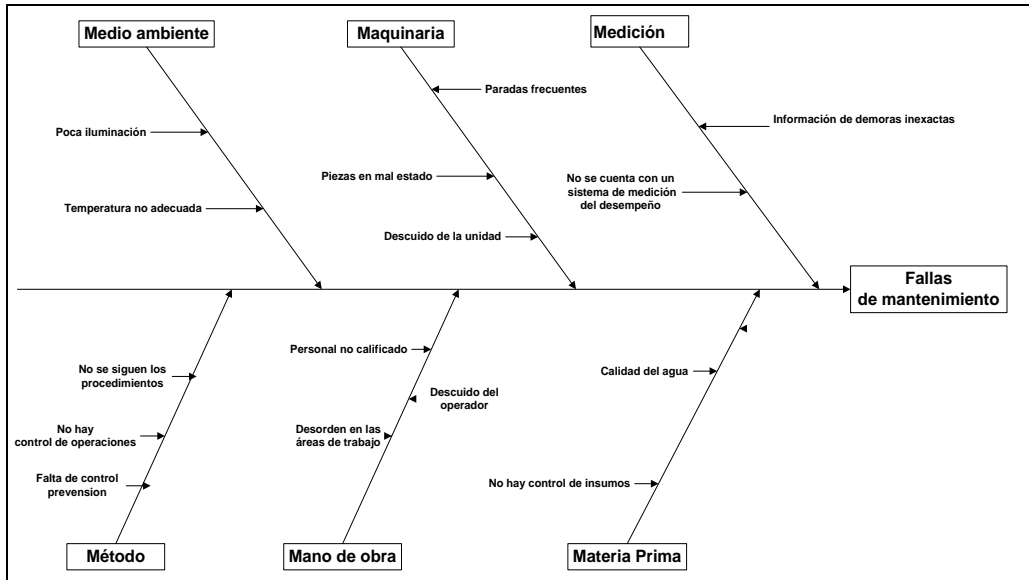 Medio ambiente
Maquinaria
Medición
Paradas frecuentes
Poca iluminación
Información de demoras inexactas
Piezas en mal estado
No se cuenta con un
sistema de medición
del desempeño
Temperatura no adecuada
Descuido de la unidad
Fallas
de mantenimiento
Personal no calificado
No se siguen los
procedimientos
Calidad del agua
Descuido del
operador
No hay
control de operaciones
Desorden en las
áreas de trabajo
Falta de control
prevension
No hay control de insumos
Método
Mano de obra
Materia Prima